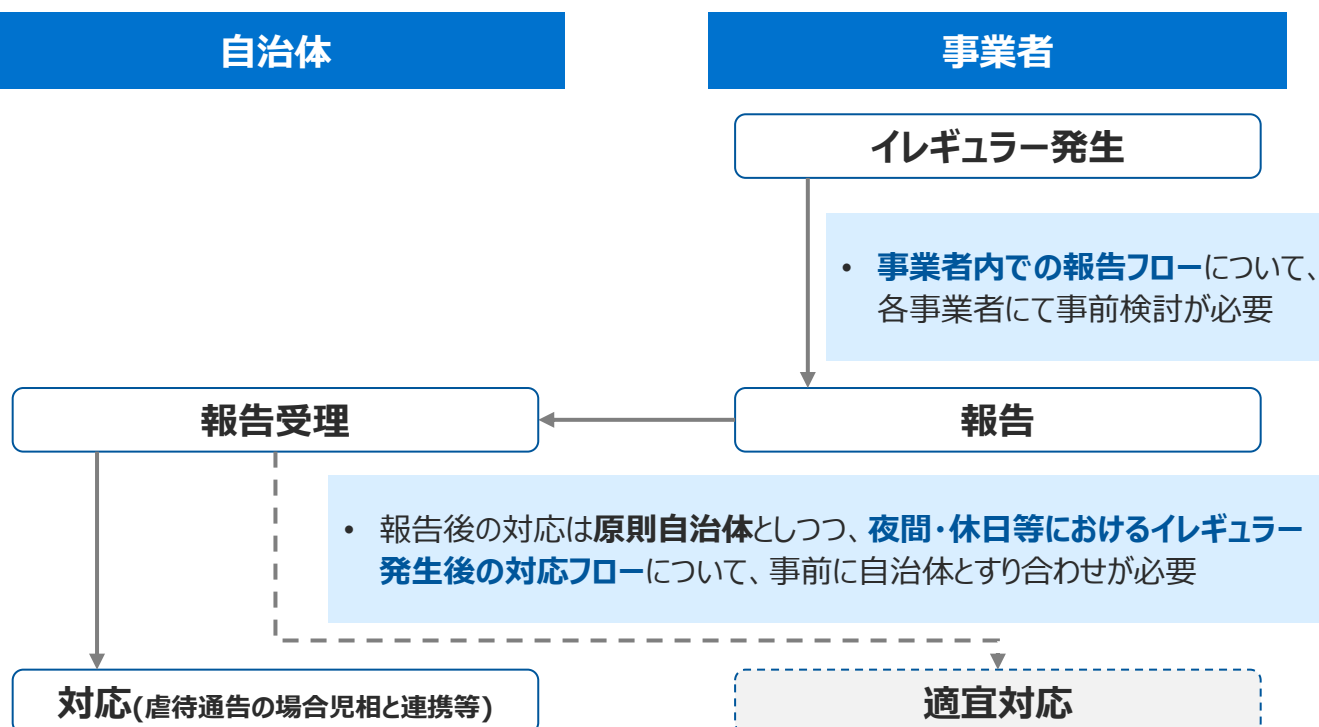 自治体
事業者
イレギュラー発生
• 事業者内での報告フローについて、
各事業者にて事前検討が必要
報告受理
報告
• 報告後の対応は原則自治体としつつ、夜間・休日等におけるイレギュラー
発生後の対応フローについて、事前に自治体とすり合わせが必要
対応(虐待通告の場合児相と連携等)
適宜対応